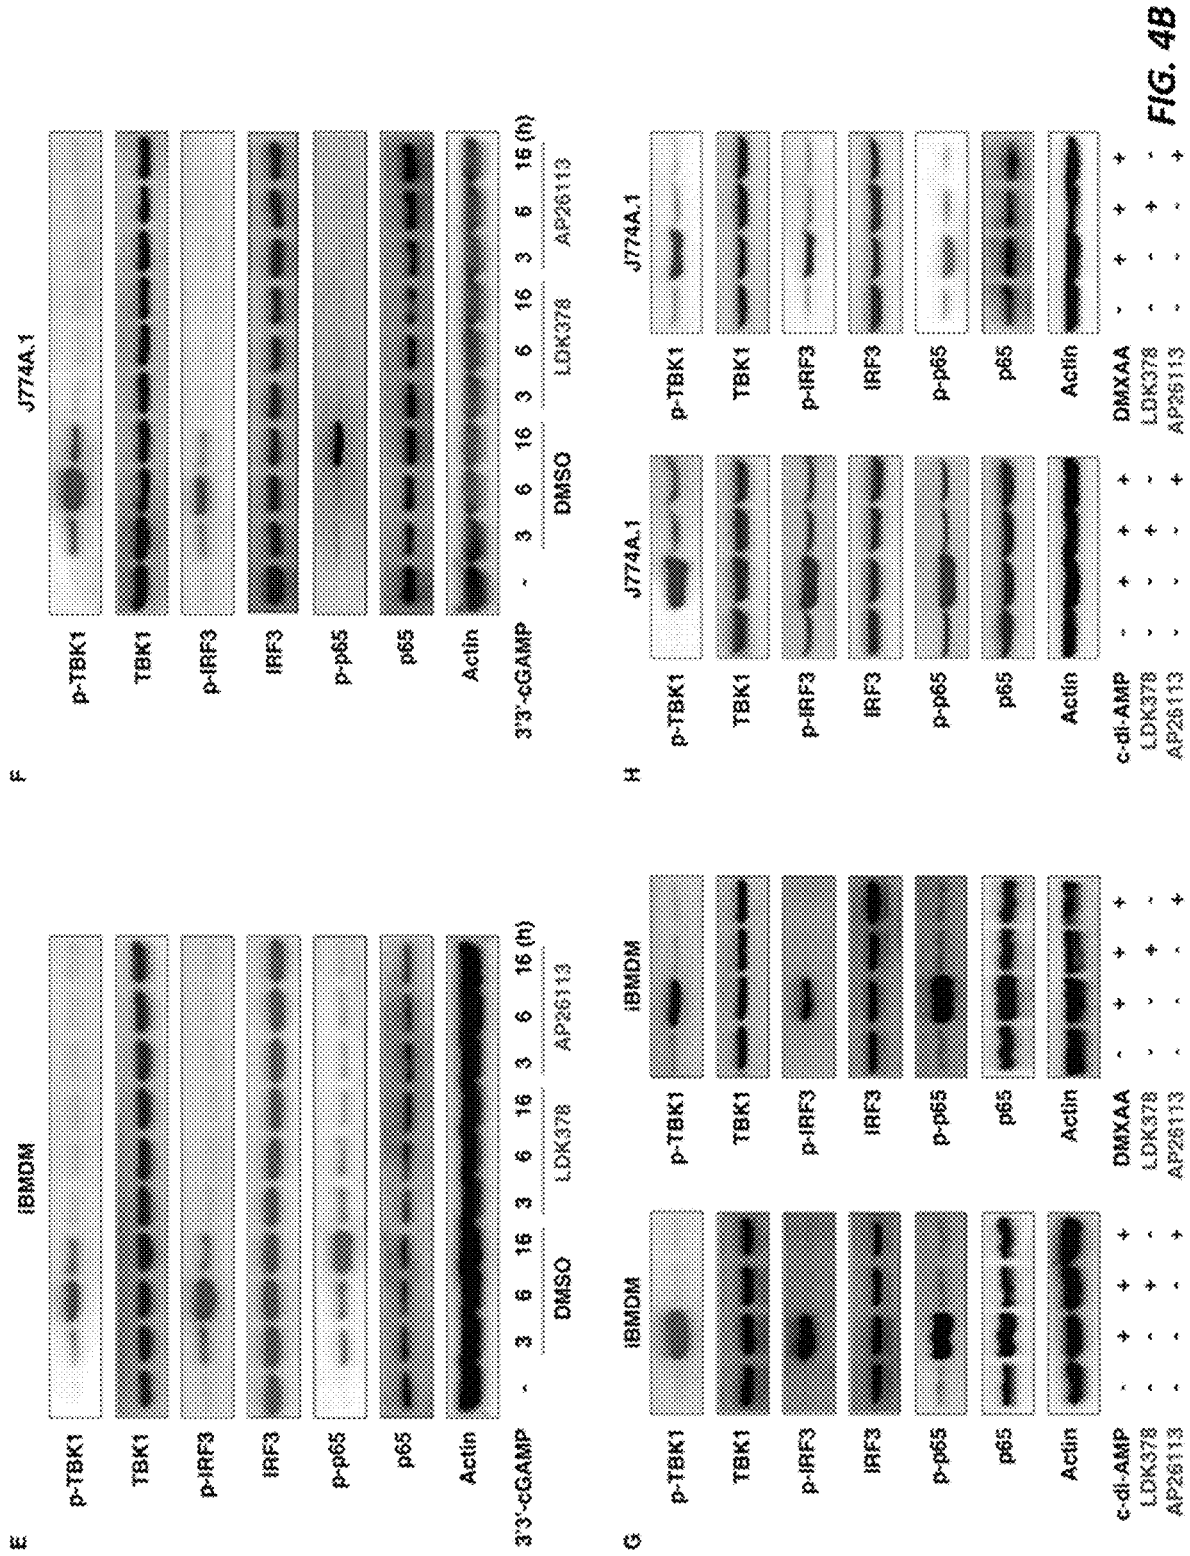 E
iBMDM
p-TBK1
TBK1
p-IRF3
IRF3
p-p65
p65
Actin
3'3'-cGAMP - 3 6 16 3 6 16 3 6 16 (h)
DMSO LDK378 AP26113
F
J774A.1
p-TBK1
TBK1
p-IRF3
IRF3
p-p65
p65
Actin
3'3'-cGAMP - 3 6 16 3 6 16 3 6 16 (h)
DMSO LDK378 AP26113
G
iBMDM
p-TBK1
TBK1
p-IRF3
IRF3
p-p65
p65
Actin
c-di-AMP - + + +
LDK378 - - + -
AP26113 - - - +
iBMDM
p-TBK1
TBK1
p-IRF3
IRF3
p-p65
p65
Actin
DMXAA - + + +
LDK378 - - + -
AP26113 - - - +
H
J774A.1
p-TBK1
TBK1
p-IRF3
IRF3
p-p65
p65
Actin
c-di-AMP - + + +
LDK378 - - + -
AP26113 - - - +
J774A.1
p-TBK1
TBK1
p-IRF3
IRF3
p-p65
p65
Actin
DMXAA - + + +
LDK378 - - + -
AP26113 - - - +
FIG. 4B